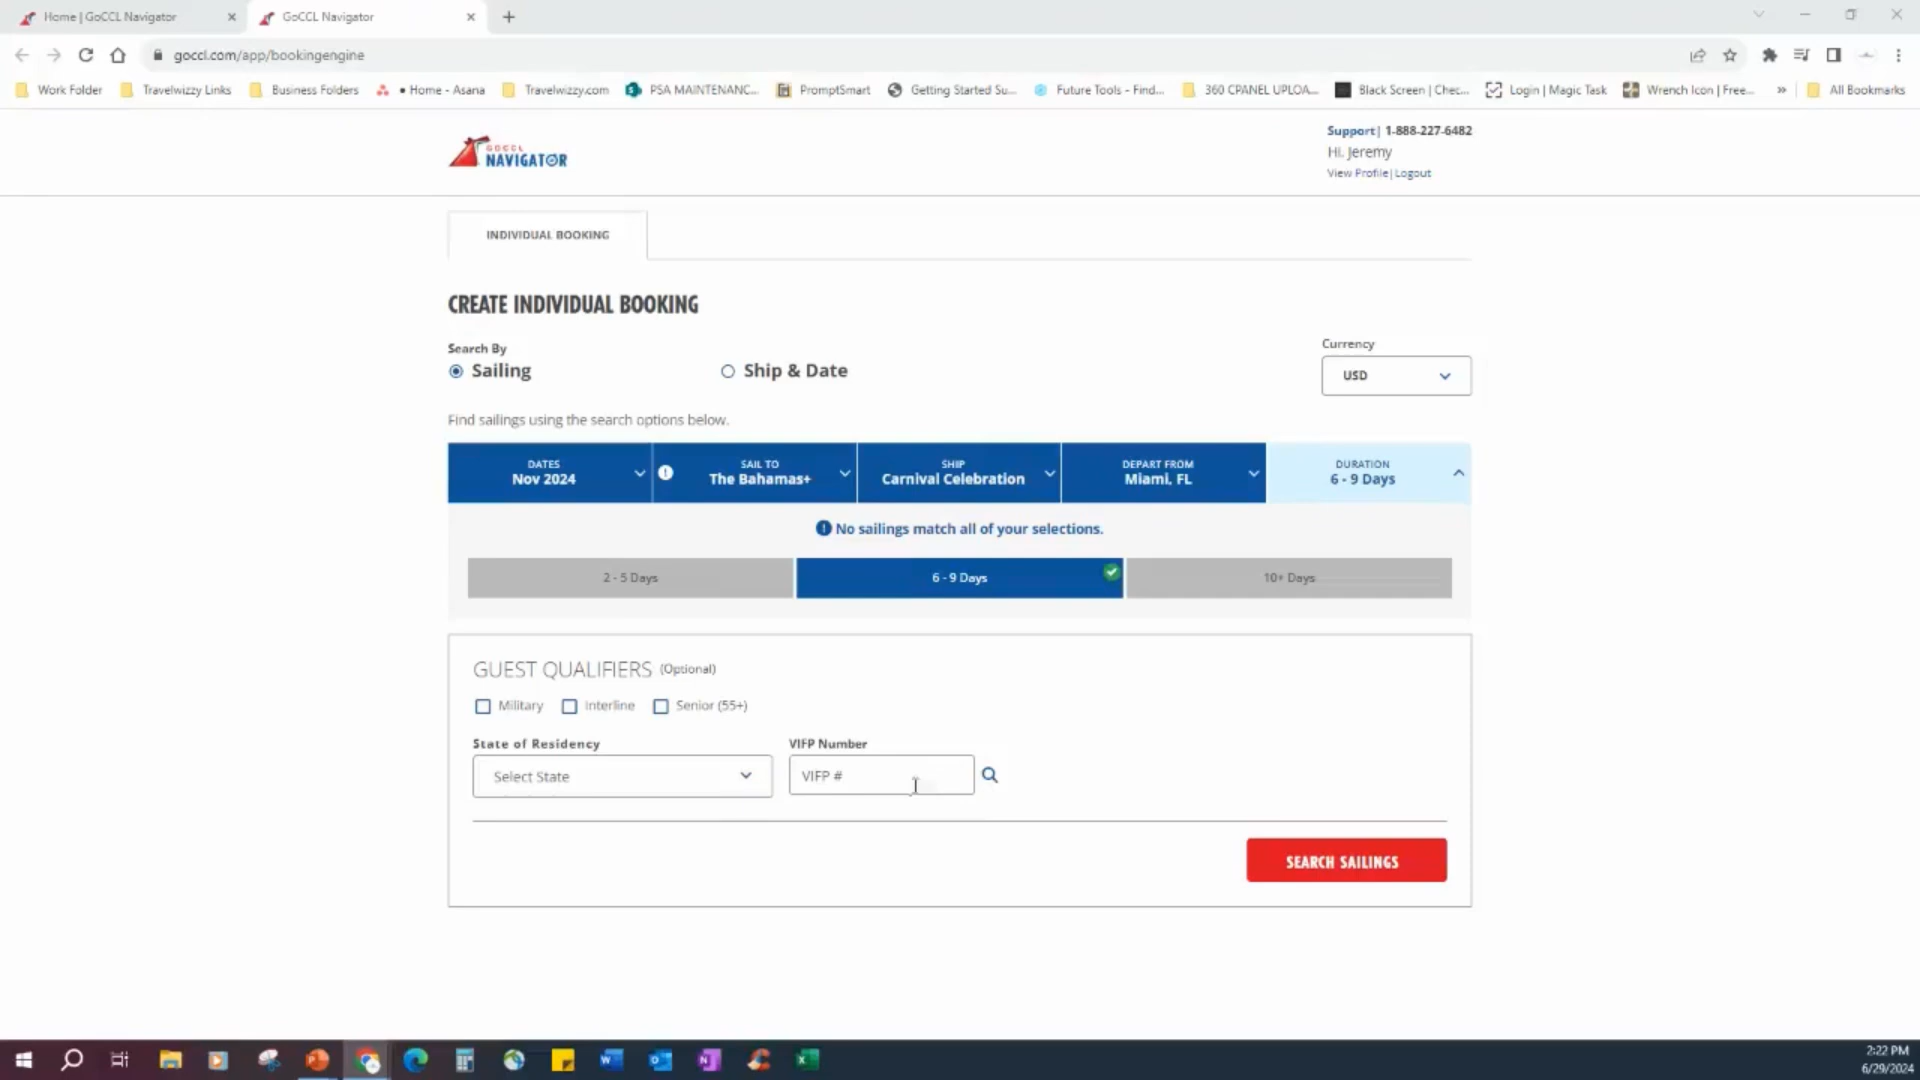 Home | GoCCL Navigator
GoCCL Navigator
goccl.com/app/bookingengine
Work Folder
Travelwizzy Links
Business Folders
• Home - Asana
Travelwizzy.com
PSA MAINTENANC...
PromptSmart
Getting Started Su...
Future Tools - Find...
360 CPANEL UPLOA...
Black Screen | Chec...
Login | Magic Task
Wrench Icon | Free...
»
All Bookmarks
GOCCL
NAVIGATOR
Support | 1-888-227-6482
Hi, Jeremy
View Profile | Logout
INDIVIDUAL BOOKING
CREATE INDIVIDUAL BOOKING
Search By
Sailing
Ship & Date
Currency
USD
Find sailings using the search options below.
DATES
Nov 2024
SAIL TO
The Bahamas+
SHIP
Carnival Celebration
DEPART FROM
Miami, FL
DURATION
6 - 9 Days
No sailings match all of your selections.
2 - 5 Days
6 - 9 Days
10+ Days
GUEST QUALIFIERS (Optional)
Military
Interline
Senior (55+)
State of Residency
Select State
VIFP Number
VIFP #
SEARCH SAILINGS
2:22 PM
6/29/2024